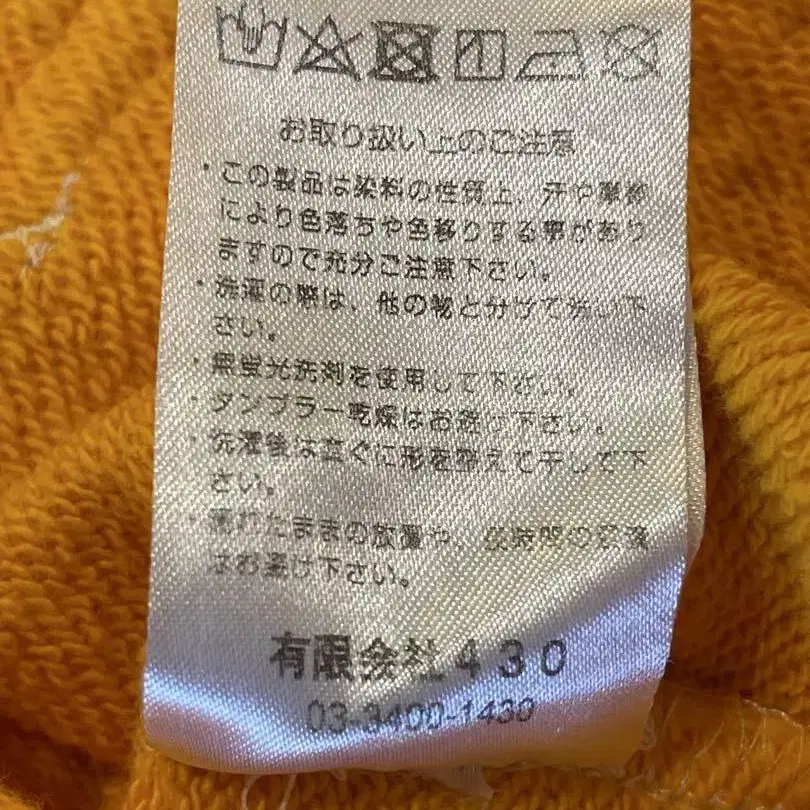 お取り扱い上のご注意
・この製品は染料の性質上、汗や摩擦
により色落ちや色移りする事があり
ますので充分ご注意下さい。
・洗濯の際は、他の物と分けて洗い下
さい。
・無蛍光洗剤を使用して下さい。
・タンブラー乾燥はお避け下さい。
・洗濯後は直ぐに形を整えて干して下
さい。
・濡れたままの放置や、長時間の
はお避け下さい。
有限会社430
03-3400-1430